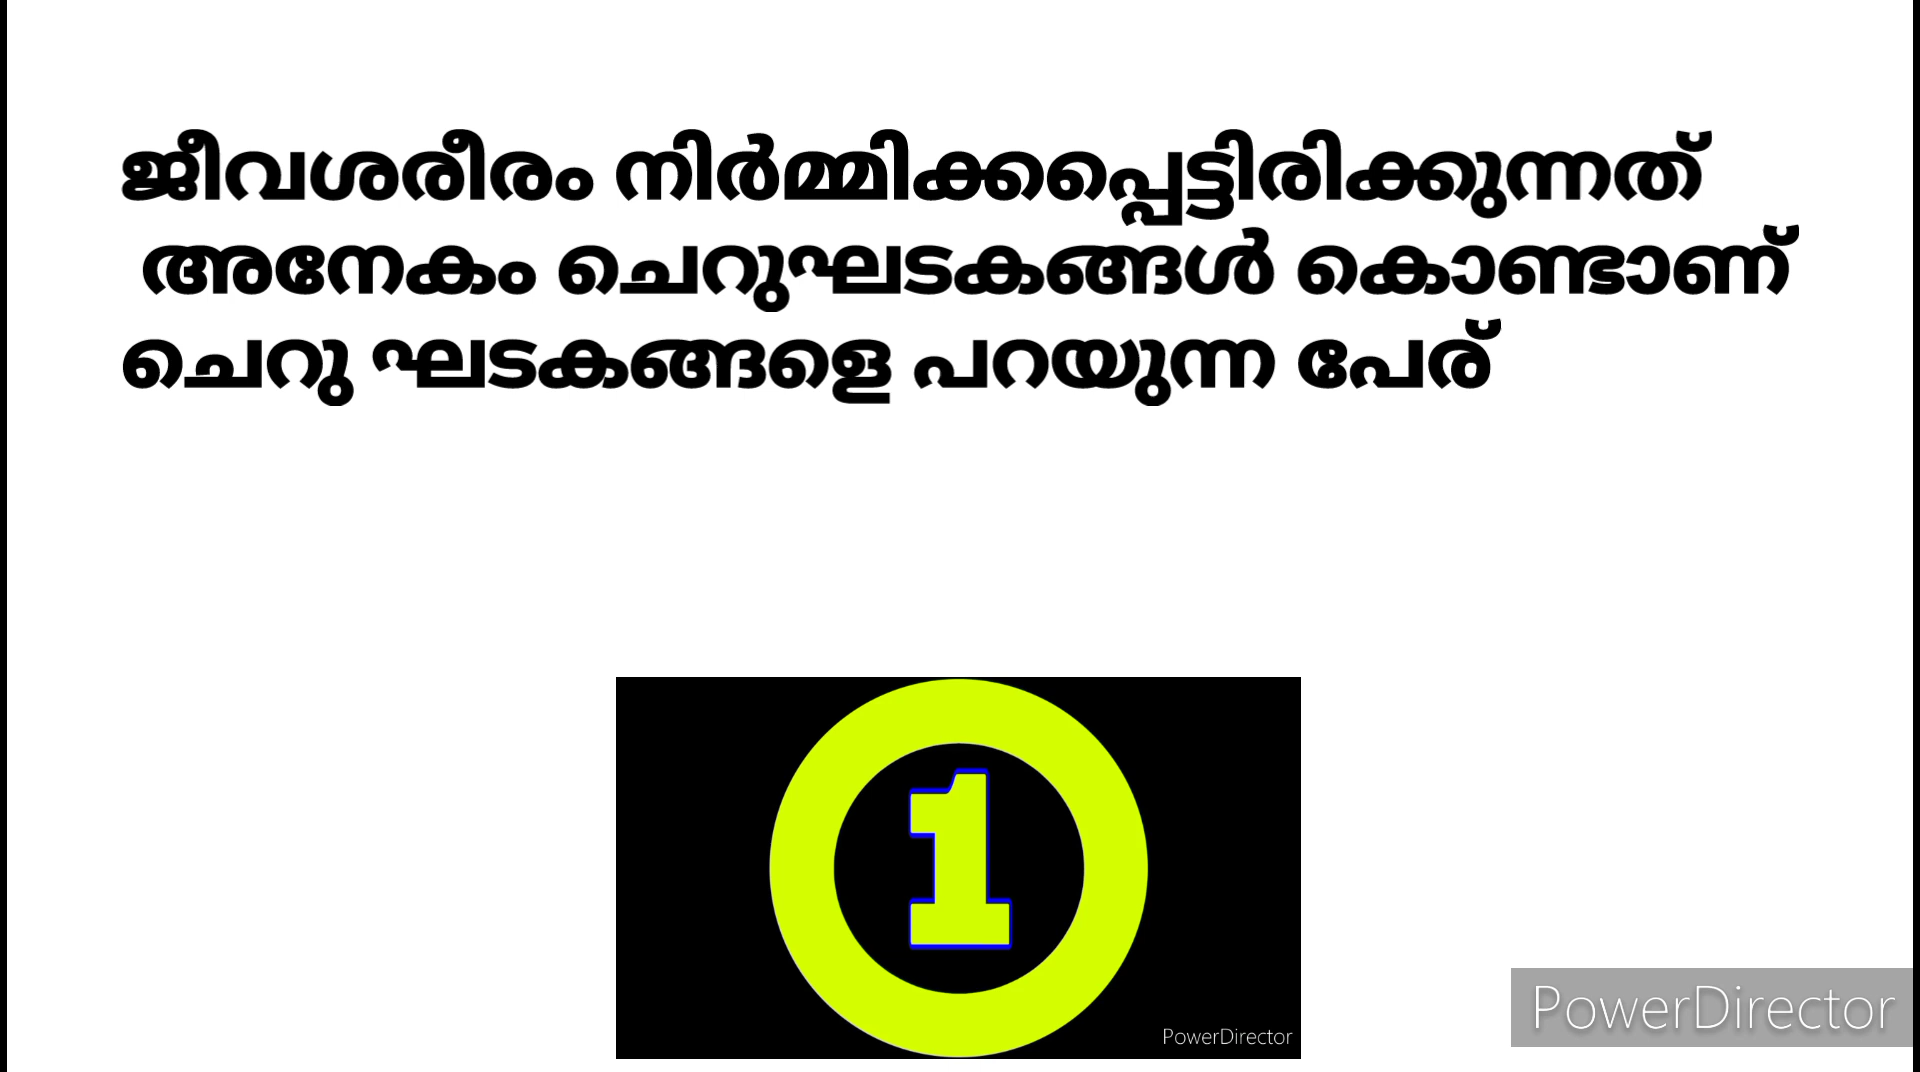 ജീവശരീരം നിർമ്മിക്കപ്പെട്ടിരിക്കുന്നത്
അനേകം ചെറുഘടകങ്ങൾ കൊണ്ടാണ്
ചെറു ഘടകങ്ങളെ പറയുന്ന പേര്
1
PowerDirector
PowerDirector